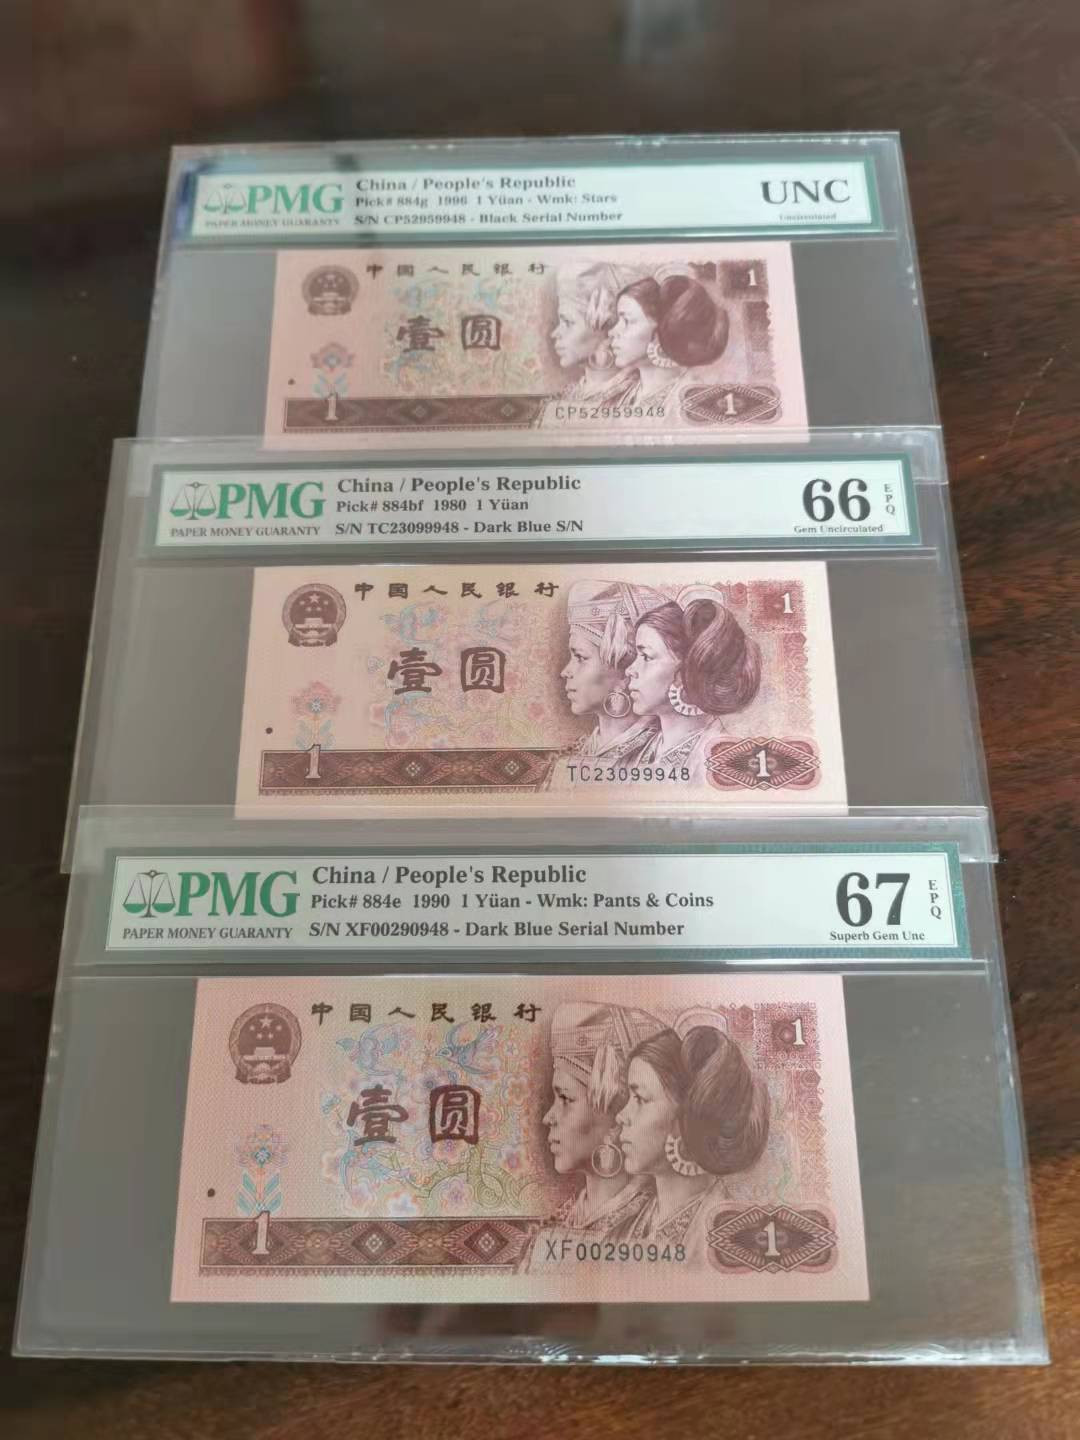 PMG
PAPER MONEY GUARANTY
China / People's Republic
Pick# 884g 1996 1 Yüan - Wmk: Stars
S/N CP52959948 - Black Serial Number
UNC
Uncirculated
中国人民银行
1
壹圆
1
CP52959948
1
PMG
PAPER MONEY GUARANTY
China / People's Republic
Pick# 884bf 1980 1 Yüan
S/N TC23099948 - Dark Blue S/N
66
EPQ
Gem Uncirculated
中国人民银行
1
壹圆
1
TC23099948
1
PMG
PAPER MONEY GUARANTY
China / People's Republic
Pick# 884e 1990 1 Yüan - Wmk: Pants & Coins
S/N XF00290948 - Dark Blue Serial Number
67
EPQ
Superb Gem Unc
中国人民银行
1
壹圆
1
XF00290948
1